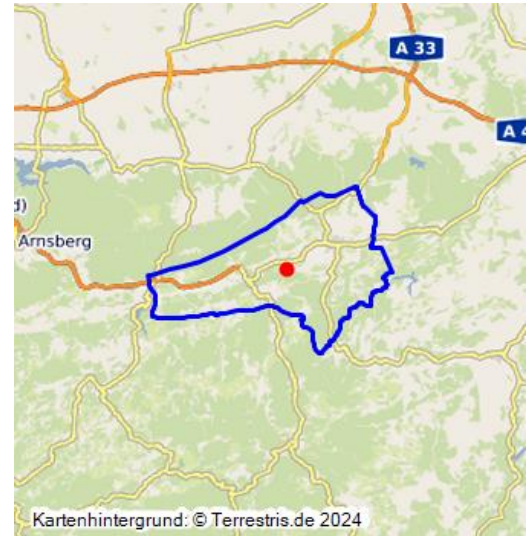 A 33
A 4
d)
Arnsberg
Kartenhintergrund: © Terrestris.de 2024